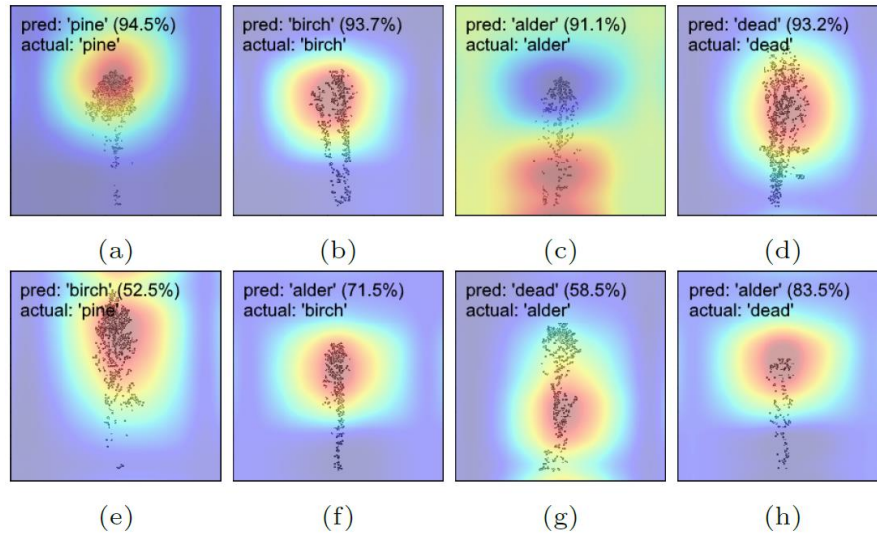 pred: 'pine' (94.5%)
actual: 'pine'
pred: 'birch' (93.7%)
actual: 'birch'
pred: 'alder' (91.1%)
actual: 'alder'
pred: 'dead' (93.2%)
actual: 'dead'
(a)
(b)
(c)
(d)
pred: 'birch' (52.5%)
actual: 'pine'
pred: 'alder' (71.5%)
actual: 'birch'
pred: 'dead' (58.5%)
actual: 'alder'
pred: 'alder' (83.5%)
actual: 'dead'
(e)
(f)
(g)
(h)